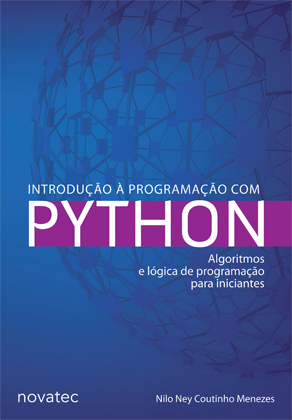 INTRODUÇÃO À PROGRAMAÇÃO COM
PYTHON
Algoritmos
e lógica de programação
para iniciantes
novatec
Nilo Ney Coutinho Menezes